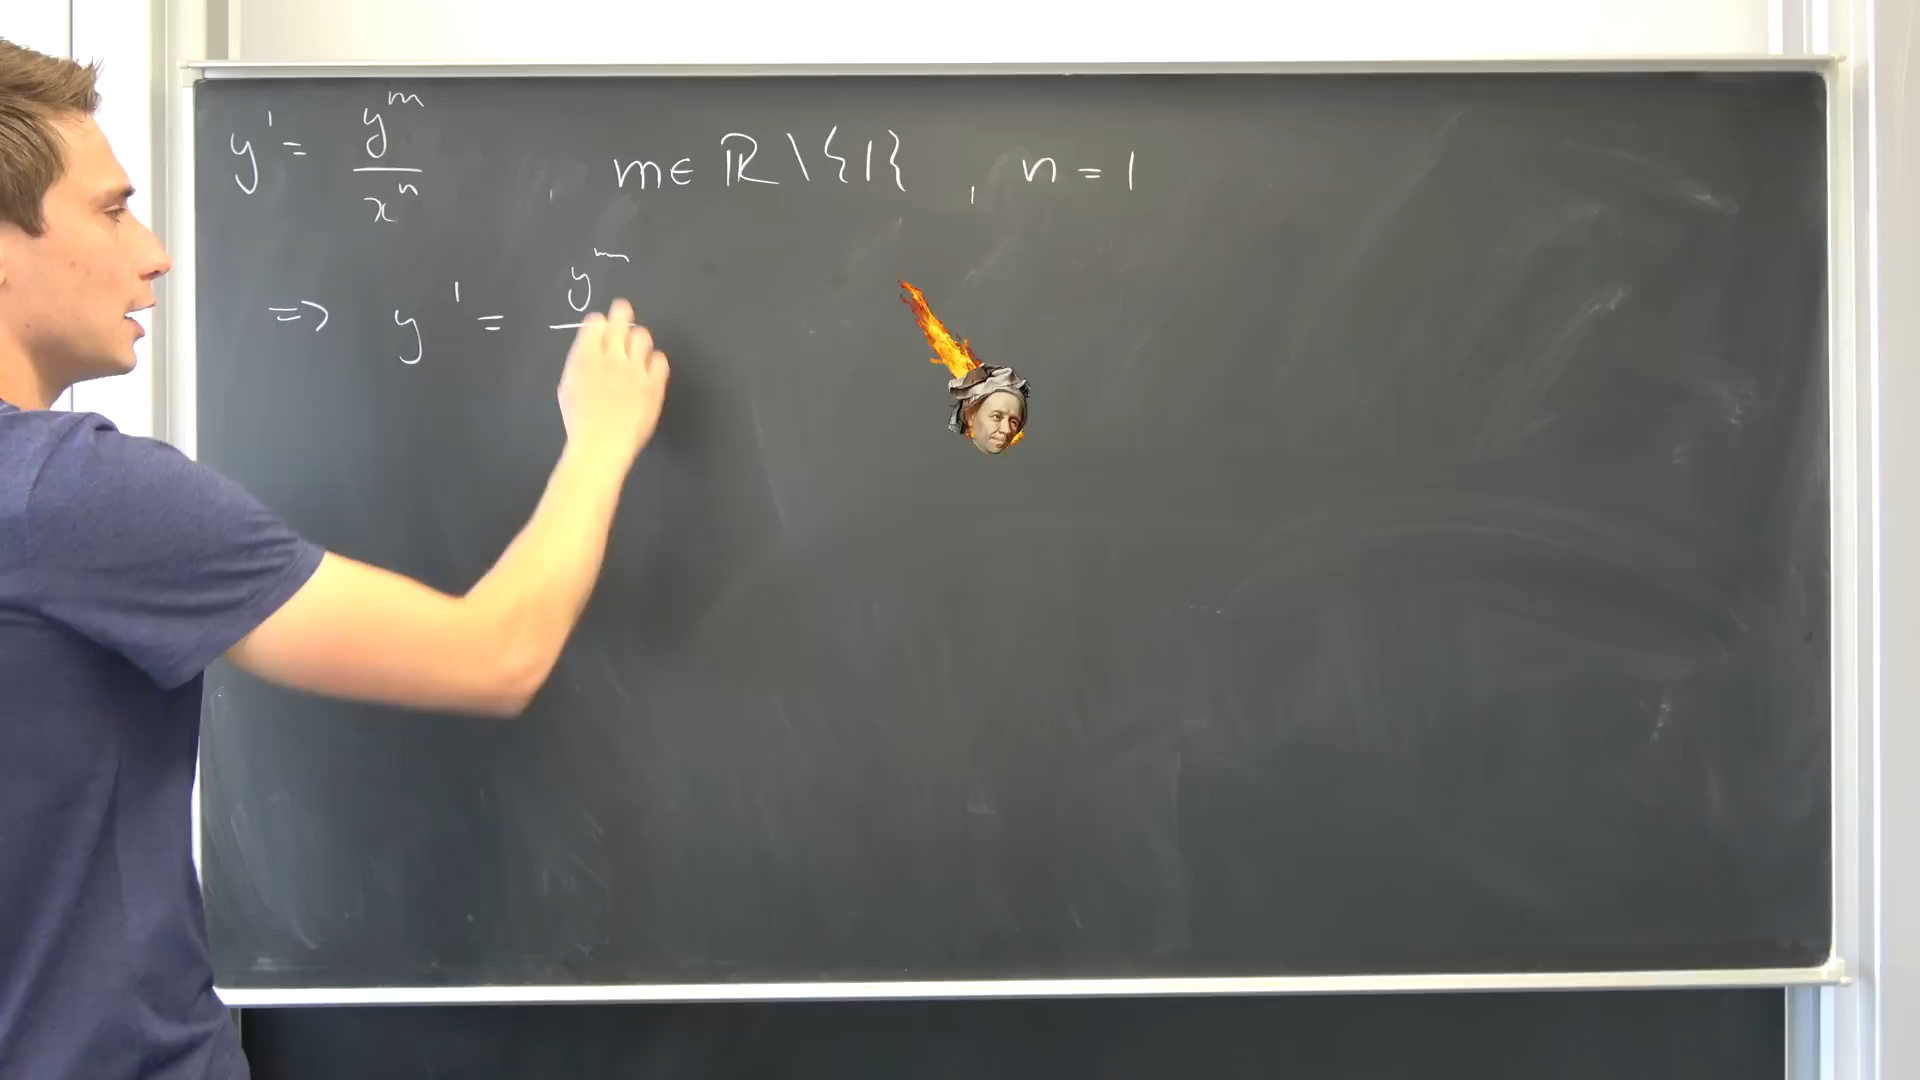 y' = y^m / x^n , m ∈ ℝ \ {1} , n = 1
=> y' = y^m